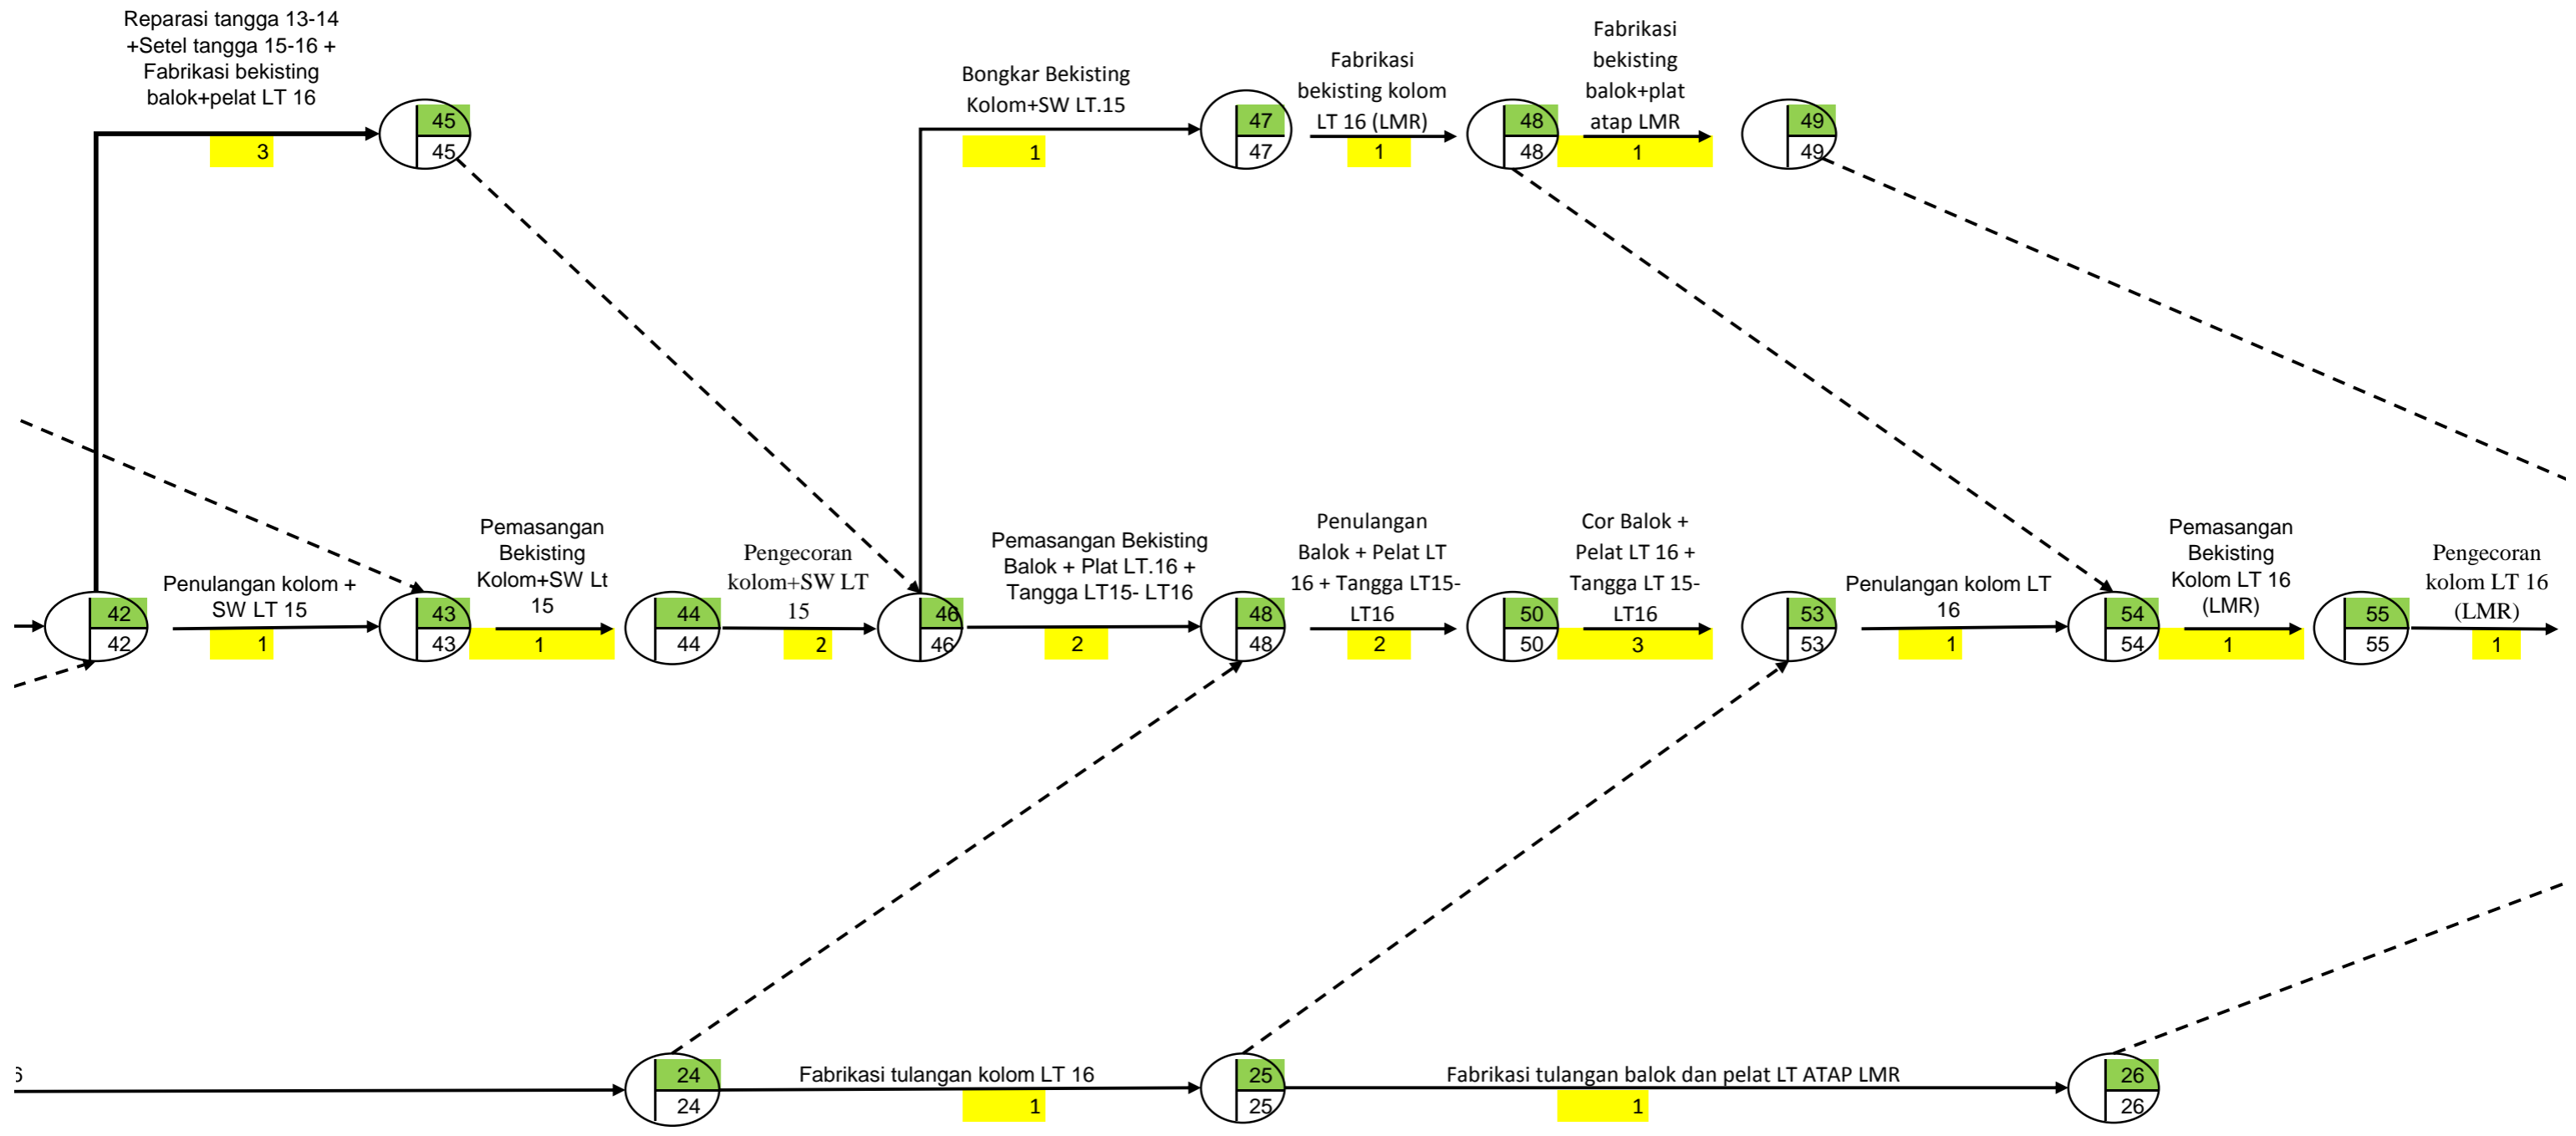 Reparasi tangga 13-14
+Setel tangga 15-16 +
Fabrikasi bekisting
balok+pelat LT 16
3
45
45
Bongkar Bekisting
Kolom+SW LT.15
1
47
47
Fabrikasi
bekisting kolom
LT 16 (LMR)
1
48
48
Fabrikasi
bekisting
balok+plat
atap LMR
1
49
49
42
42
Penulangan kolom +
SW LT 15
1
43
43
Pemasangan
Bekisting
Kolom+SW Lt
15
1
44
44
Pengecoran
kolom+SW LT
15
2
46
46
Pemasangan Bekisting
Balok + Plat LT.16 +
Tangga LT15- LT16
2
48
48
Penulangan
Balok + Pelat LT
16 + Tangga LT15-
LT16
2
50
50
Cor Balok +
Pelat LT 16 +
Tangga LT 15-
LT16
3
53
53
Penulangan kolom LT
16
1
54
54
Pemasangan
Bekisting
Kolom LT 16
(LMR)
1
55
55
Pengecoran
kolom LT 16
(LMR)
1
24
24
Fabrikasi tulangan kolom LT 16
1
25
25
Fabrikasi tulangan balok dan pelat LT ATAP LMR
1
26
26